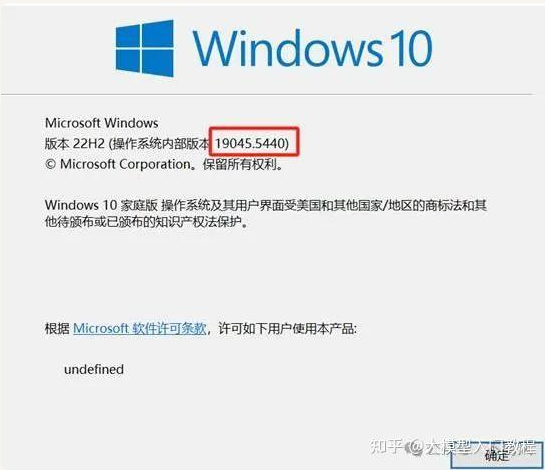 Windows 10
Microsoft Windows
版本 22H2 (操作系统内部版本 19045.5440)
© Microsoft Corporation。保留所有权利。
Windows 10 家庭版 操作系统及其用户界面受美国和其他国家/地区的商标法和其
他待颁布或已颁布的知识产权法保护。
根据 Microsoft 软件许可条款，许可如下用户使用本产品:
undefined
知乎 @大模型入门教程
确定